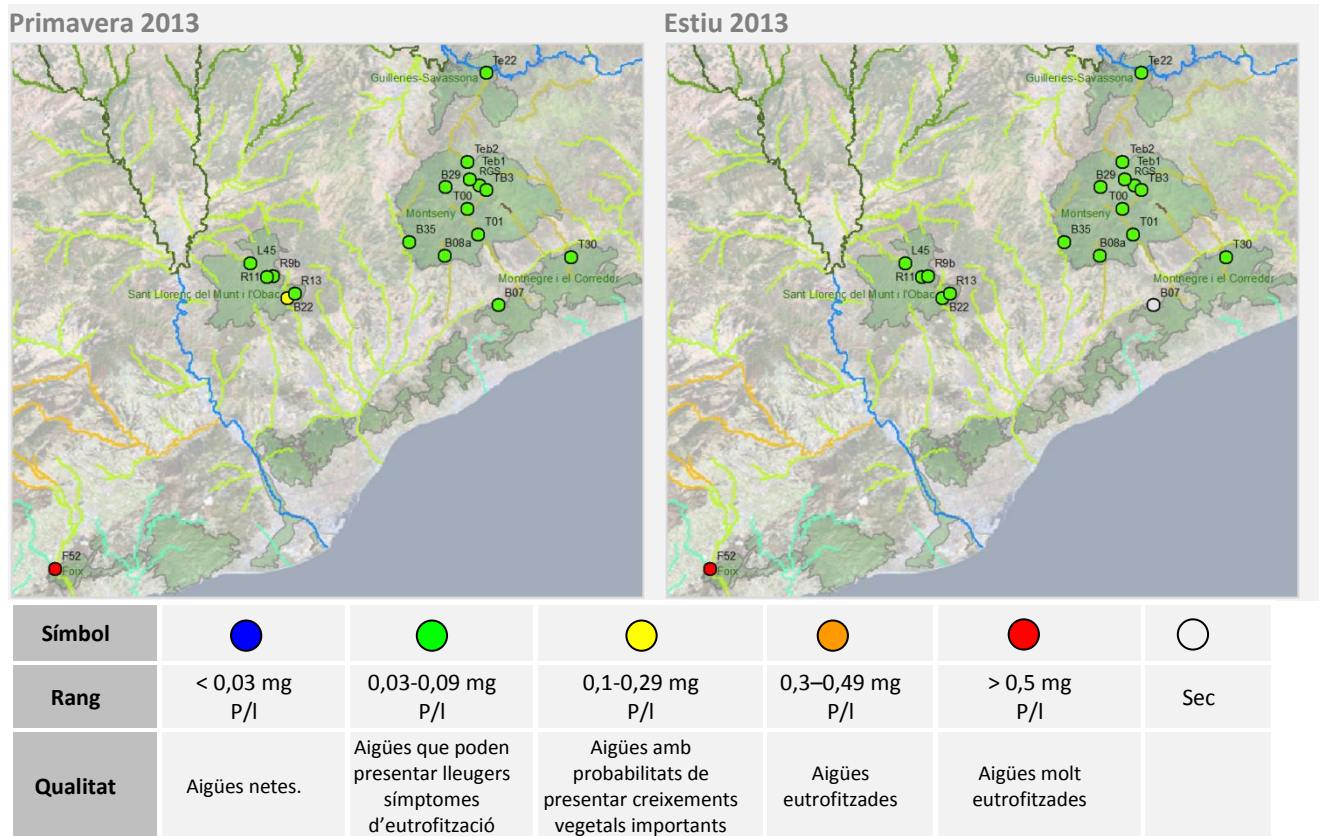 Primavera 2013
Te22
Guilleries-Savassona
Teb2
Teb1
B29
RGS
TB3
T00
Montseny
T01
B35
B08a
T30
L45
R9b
R11
R13
Montnegre i el Corredor
Sant Llorenç del Munt i l'Obac
B22
B07
F52
Foix
Estiu 2013
Te22
Guilleries-Savassona
Teb2
Teb1
B29
RGS
TB3
T00
Montseny
T01
B35
B08a
T30
L45
R9b
R11
R13
Montnegre i el Corredor
Sant Llorenç del Munt i l'Obac
B22
B07
F52
Foix
Símbol
Rang
< 0,03 mg
P/l
0,03-0,09 mg
P/l
0,1-0,29 mg
P/l
0,3–0,49 mg
P/l
> 0,5 mg
P/l
Sec
Qualitat
Aigües netes.
Aigües que poden
presentar lleugers
símptomes
d’eutrofització
Aigües amb
probabilitats de
presentar creixements
vegetals importants
Aigües
eutrofitzades
Aigües molt
eutrofitzades